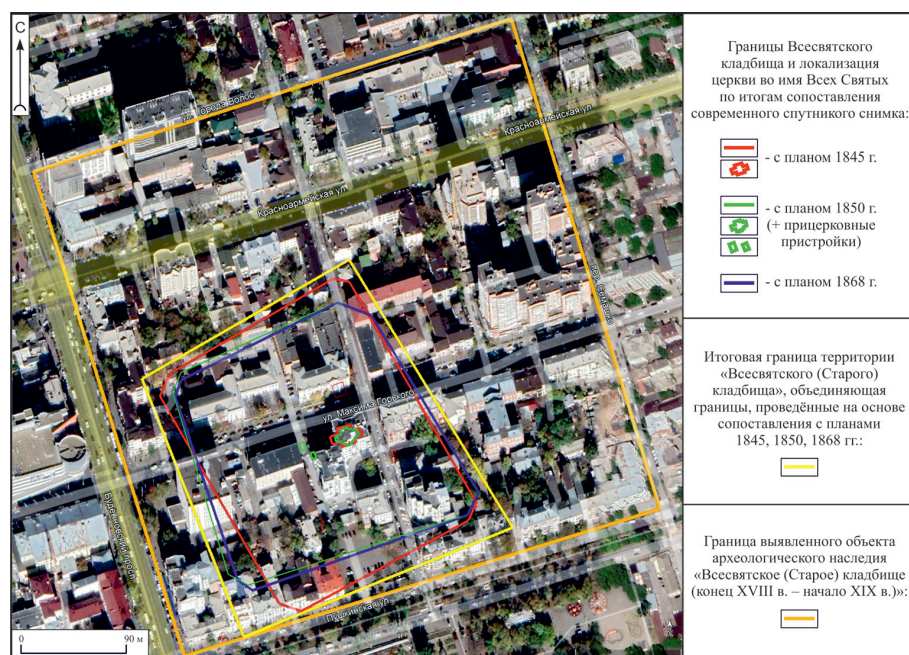 С
ул. Города Волос
Красноармейская ул.
Красноармейская ул.
пер. Семашко
ул. Максима Горького
Буденновский просп.
Пушкинская ул.
0 90 м
Границы Всесвятского
кладбища и локализация
церкви во имя Всех Святых
по итогам сопоставления
современного спутникого снимка:
- с планом 1845 г.
- с планом 1850 г.
(+ прицерковные
пристройки)
- с планом 1868 г.
Итоговая граница территории
«Всесвятского (Старого)
кладбища», объединяющая
границы, проведённые на основе
сопоставления с планами
1845, 1850, 1868 гг.:
Граница выявленного объекта
археологического наследия
«Всесвятское (Старое) кладбище
(конец XVIII в. – начало XIX в.)»: